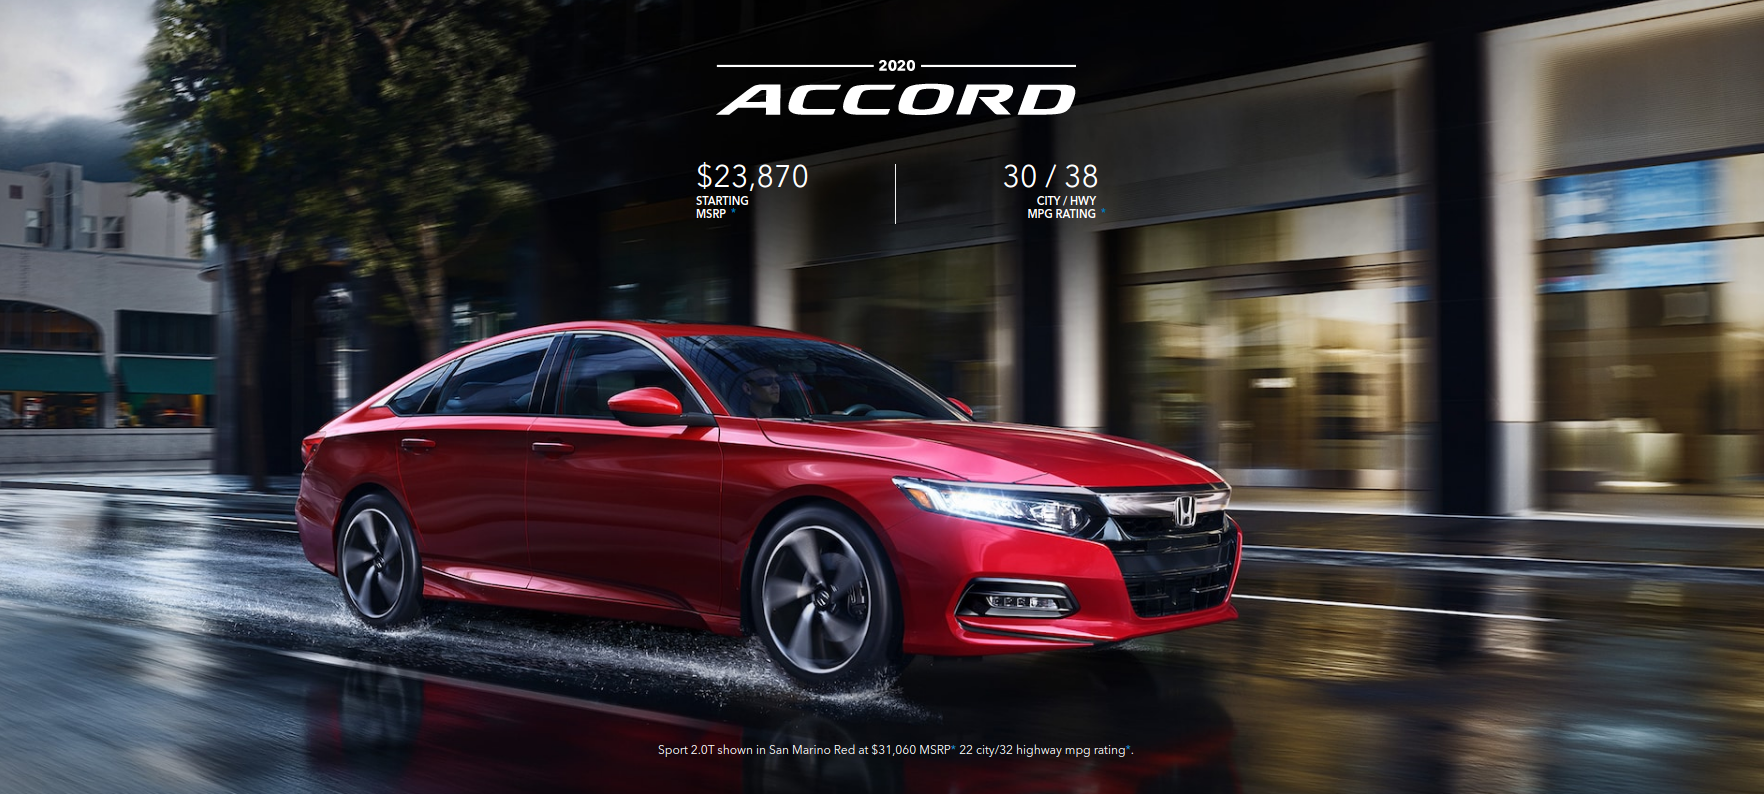 2020
ACCORD
$23,870
STARTING
MSRP *
30 / 38
CITY / HWY
MPG RATING *
Sport 2.0T shown in San Marino Red at $31,060 MSRP* 22 city/32 highway mpg rating*.